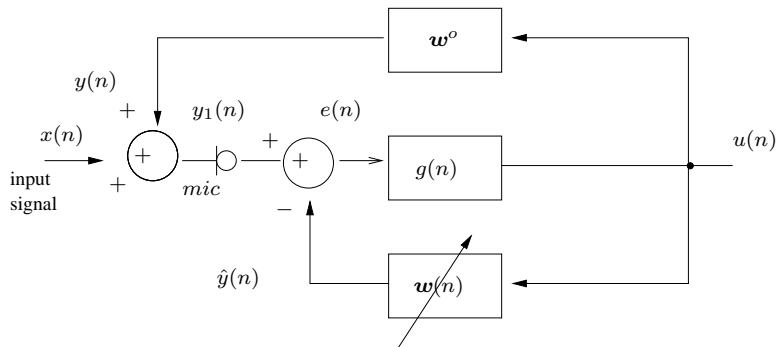 w^o
y(n)
+
y_1(n)
e(n)
x(n)
+
+
+
+
g(n)
u(n)
input
signal
mic
−
ŷ(n)
w(n)